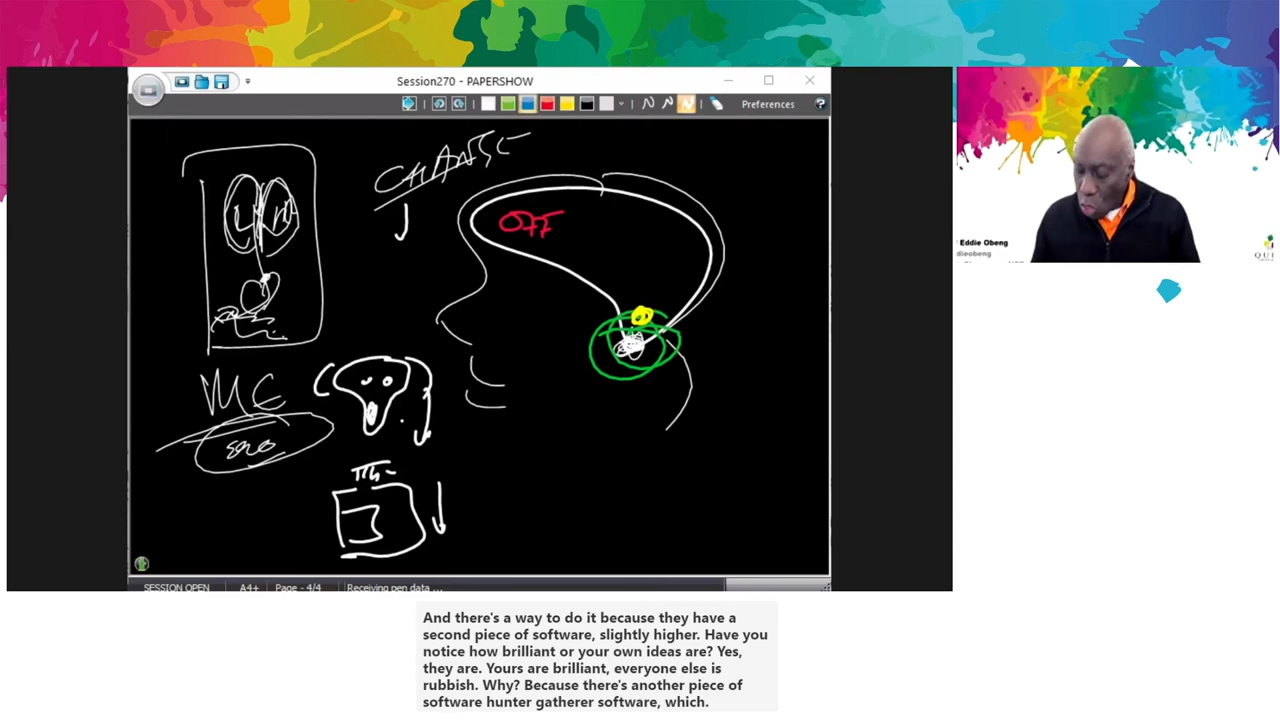 Session270 - PAPERSHOW
Preferences
CHANGE
OFF
Eddie Obeng
dieobeng
QUI
ME
SESSION OPEN A4+ Page - 4/4 Receiving pen data ...
And there's a way to do it because they have a
second piece of software, slightly higher. Have you
notice how brilliant or your own ideas are? Yes,
they are. Yours are brilliant, everyone else is
rubbish. Why? Because there's another piece of
software hunter gatherer software, which.